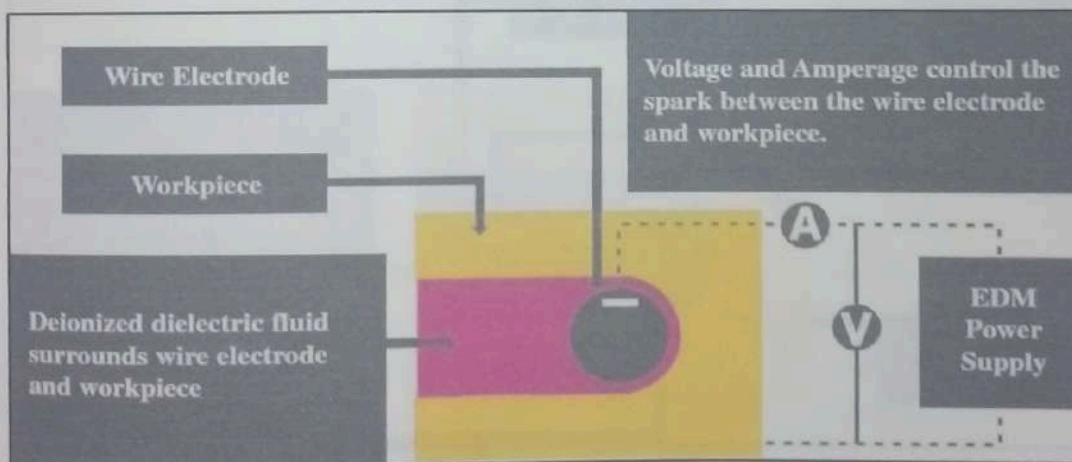 Wire Electrode
Voltage and Amperage control the
spark between the wire electrode
and workpiece.
Workpiece
A
V
EDM
Power
Supply
Deionized dielectric fluid
surrounds wire electrode
and workpiece